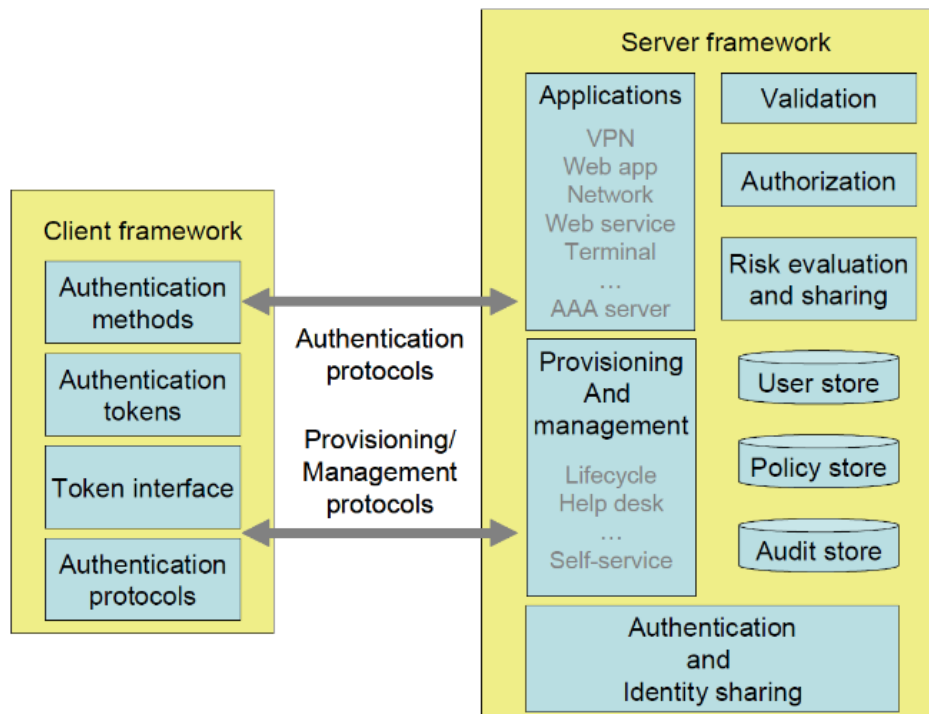 Client framework
Authentication
methods
Authentication
tokens
Token interface
Authentication
protocols
Authentication
protocols
Provisioning/
Management
protocols
Server framework
Applications
VPN
Web app
Network
Web service
Terminal
...
AAA server
Provisioning
And
management
Lifecycle
Help desk
...
Self-service
Validation
Authorization
Risk evaluation
and sharing
User store
Policy store
Audit store
Authentication
and
Identity sharing